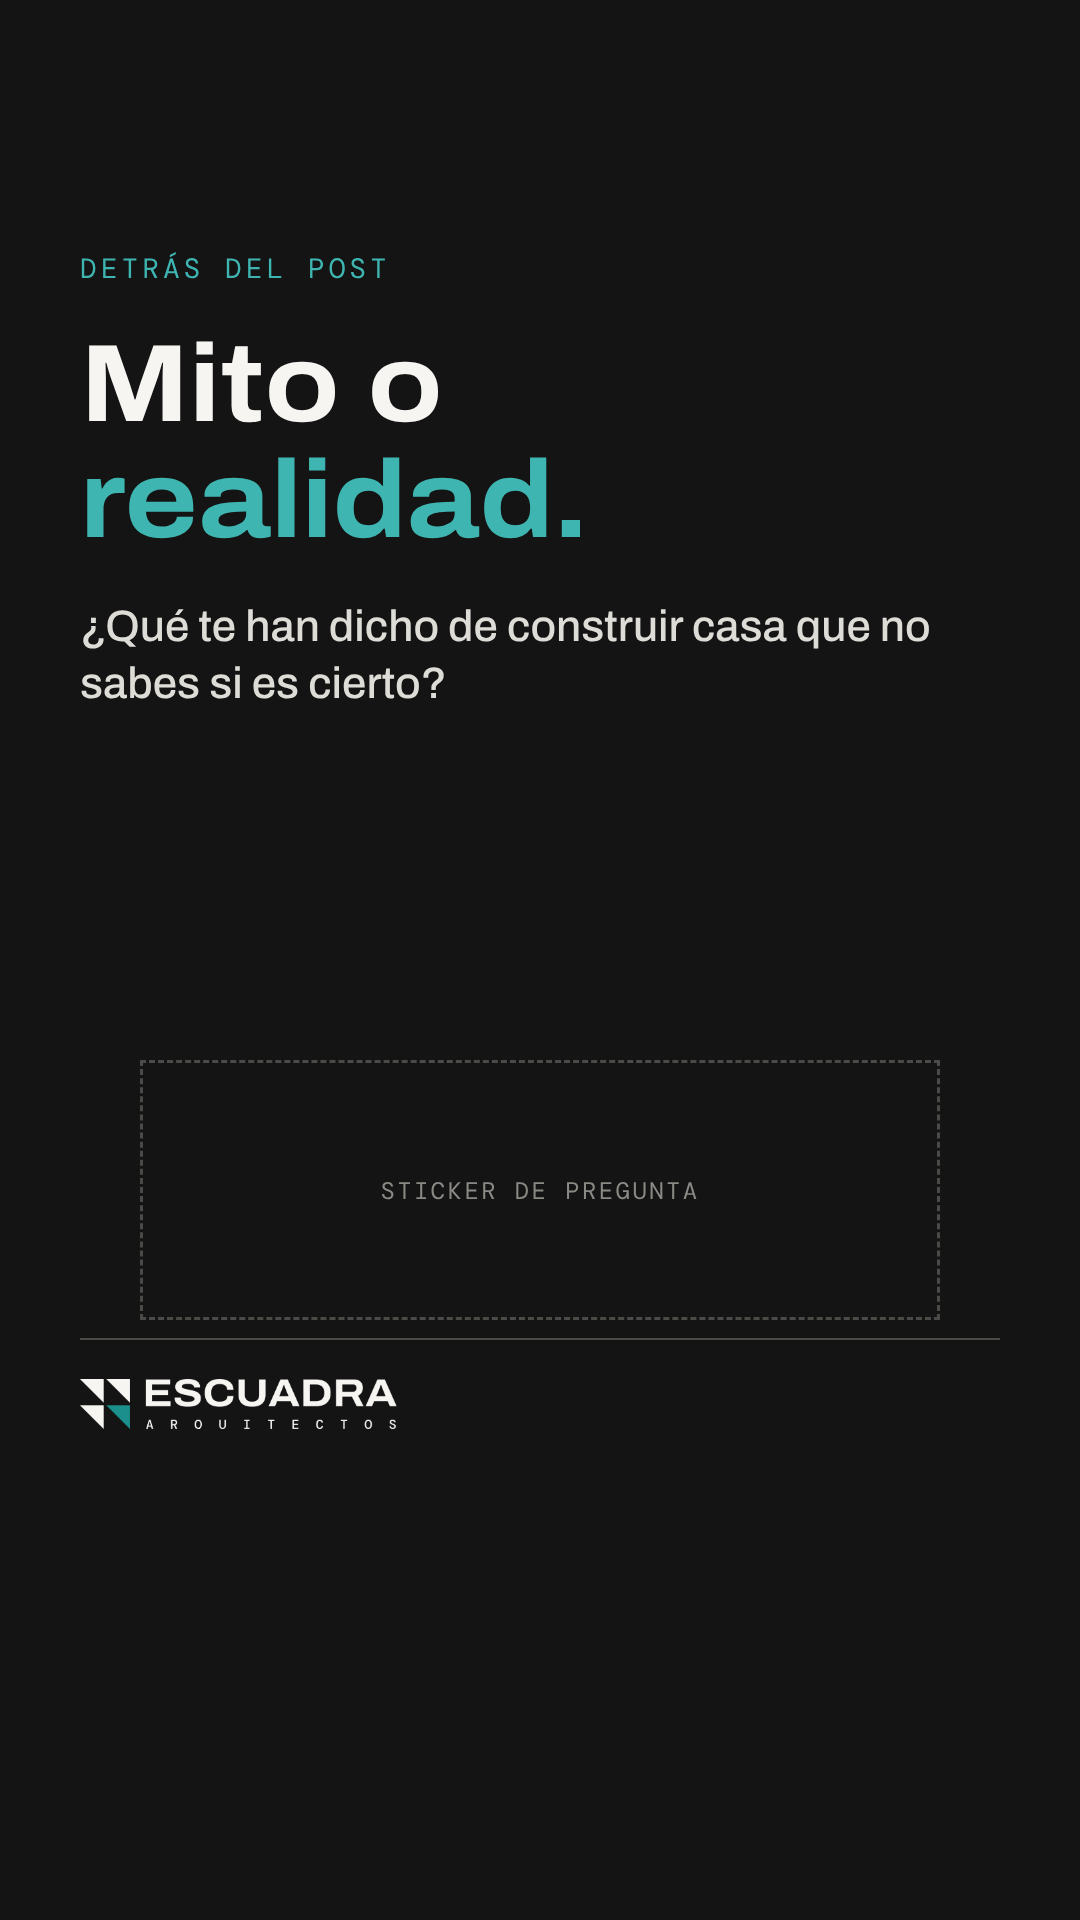 DETRÁS DEL POST
Mito o
realidad.
¿Qué te han dicho de construir casa que no
sabes si es cierto?
STICKER DE PREGUNTA
ESCUADRA
ARQUITECTOS